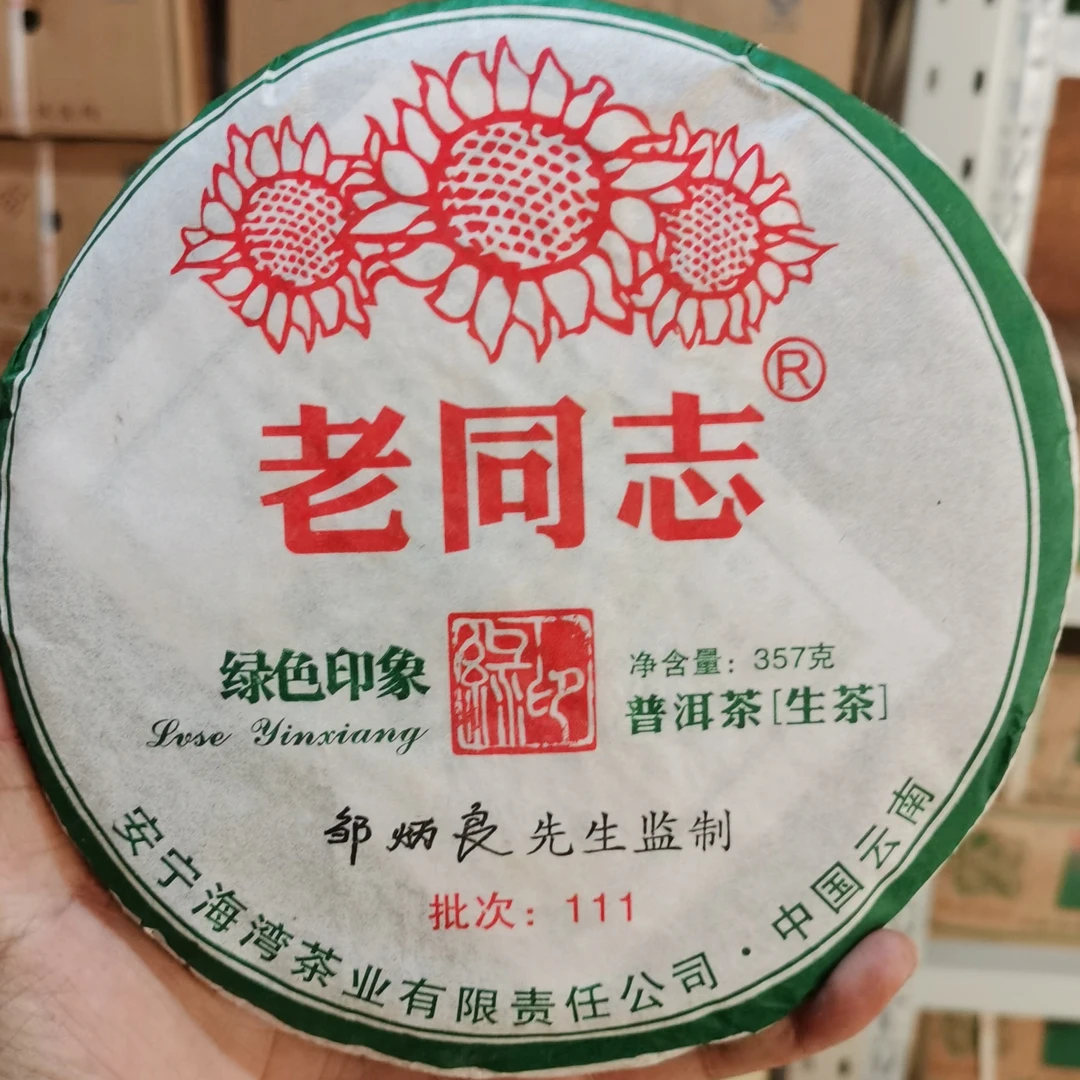 老同志®
绿色印象
Lvse Yinxiang
绿印
净含量：357克
普洱茶[生茶]
邹炳良先生监制
批次：111
安宁海湾茶业有限责任公司·中国云南